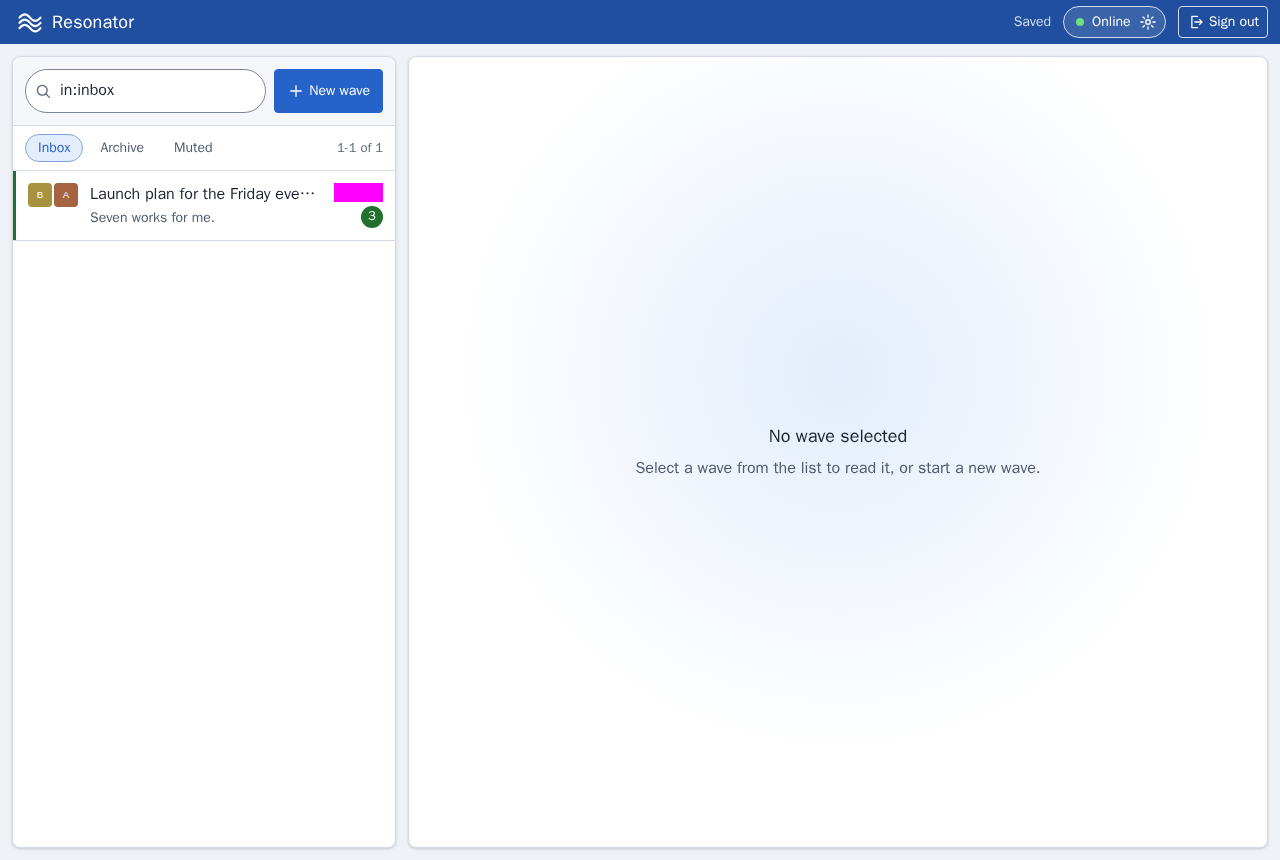 Resonator
Saved
Online
Sign out
in:inbox
New wave
Inbox
Archive
Muted
1-1 of 1
B
A
Launch plan for the Friday eve…
Seven works for me.
3
No wave selected
Select a wave from the list to read it, or start a new wave.